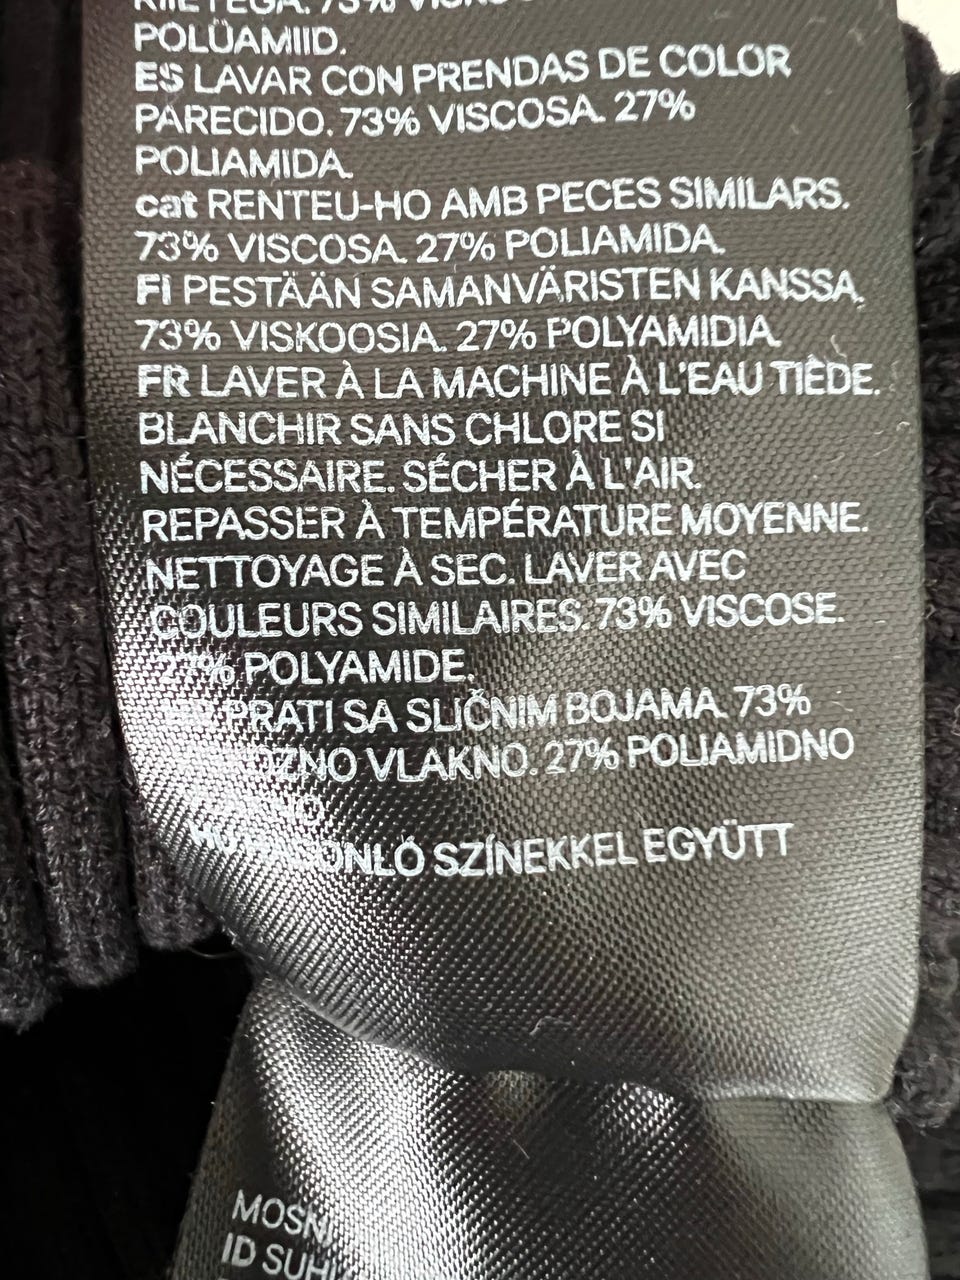 73%
POLÜAMIID.
ES LAVAR CON PRENDAS DE COLOR
PARECIDO. 73% VISCOSA. 27%
POLIAMIDA.
cat RENTEU-HO AMB PECES SIMILARS.
73% VISCOSA. 27% POLIAMIDA.
FI PESTÄÄN SAMANVÄRISTEN KANSSA.
73% VISKOOSIA. 27% POLYAMIDIA.
FR LAVER À LA MACHINE À L'EAU TIÈDE.
BLANCHIR SANS CHLORE SI
NÉCESSAIRE. SÉCHER À L'AIR.
REPASSER À TEMPÉRATURE MOYENNE.
NETTOYAGE À SEC. LAVER AVEC
COULEURS SIMILAIRES. 73% VISCOSE.
27% POLYAMIDE.
PRATI SA SLIČNIM BOJAMA. 73%
VLAKNO. 27% POLIAMIDNO
SZÍNEKKEL EGYÜTT
ID